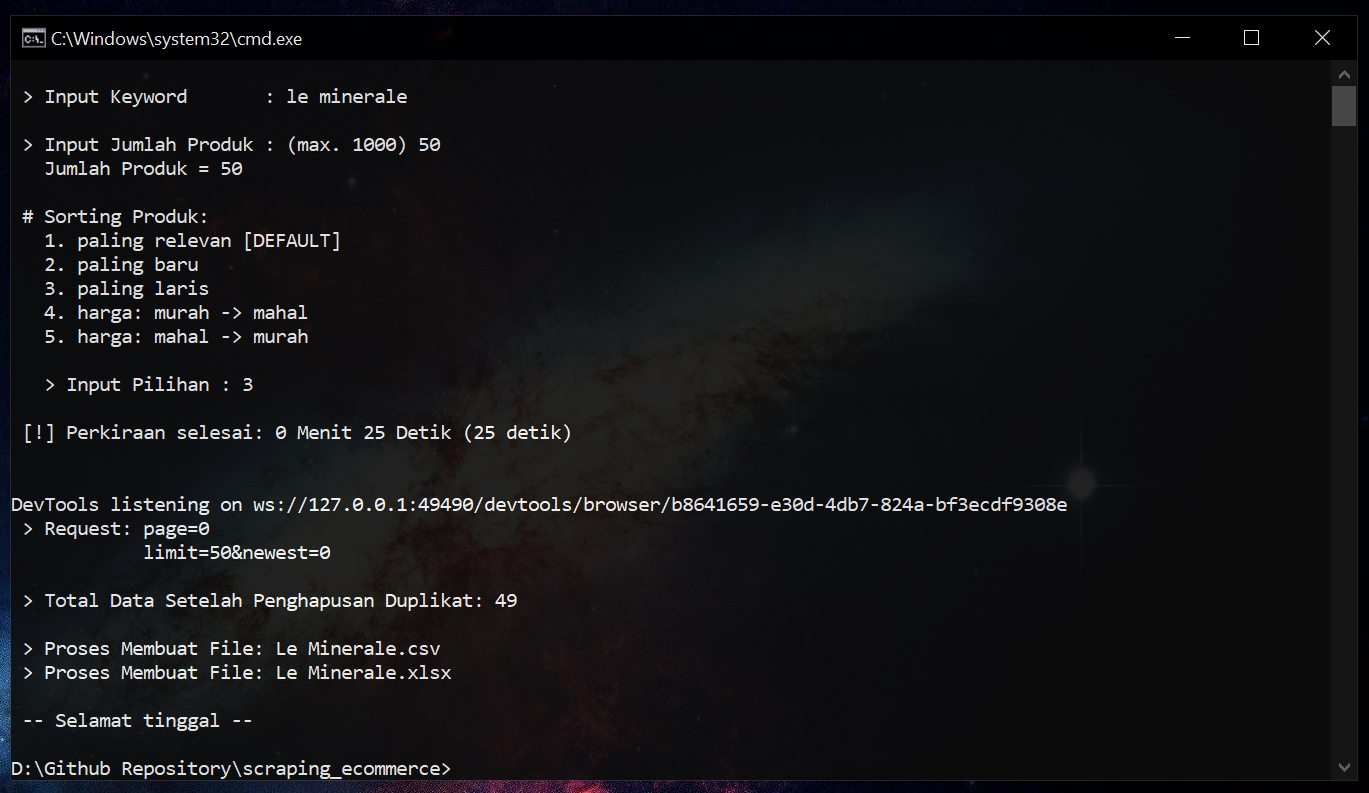 C:\Windows\system32\cmd.exe
> Input Keyword       : le minerale
> Input Jumlah Produk : (max. 1000) 50
  Jumlah Produk = 50
# Sorting Produk:
  1. paling relevan [DEFAULT]
  2. paling baru
  3. paling laris
  4. harga: murah -> mahal
  5. harga: mahal -> murah
  > Input Pilihan : 3
[!] Perkiraan selesai: 0 Menit 25 Detik (25 detik)
DevTools listening on ws://127.0.0.1:49490/devtools/browser/b8641659-e30d-4db7-824a-bf3ecdf9308e
> Request: page=0
           limit=50&newest=0
> Total Data Setelah Penghapusan Duplikat: 49
> Proses Membuat File: Le Minerale.csv
> Proses Membuat File: Le Minerale.xlsx
-- Selamat tinggal --
D:\Github Repository\scraping_ecommerce>